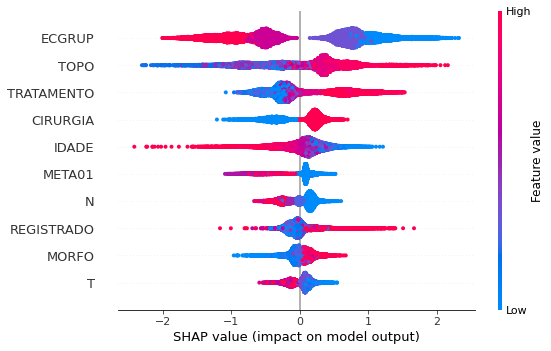 High
ECGRUP
TOPO
TRATAMENTO
CIRURGIA
IDADE
META01
N
REGISTRADO
MORFO
T
Feature value
Low
−2 −1 0 1 2
SHAP value (impact on model output)